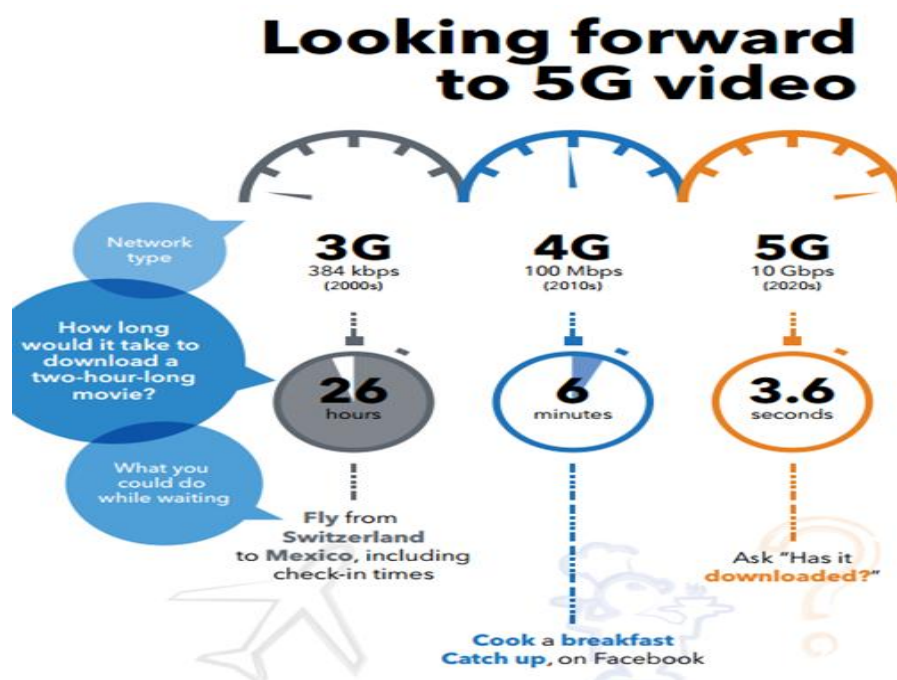 Looking forward
to 5G video
Network
type
3G
384 kbps
(2000s)
4G
100 Mbps
(2010s)
5G
10 Gbps
(2020s)
How long
would it take to
download a
two-hour-long
movie?
26
hours
6
minutes
3.6
seconds
What you
could do
while waiting
Fly from
Switzerland
to Mexico, including
check-in times
Cook a breakfast
Catch up, on Facebook
Ask “Has it
downloaded?”